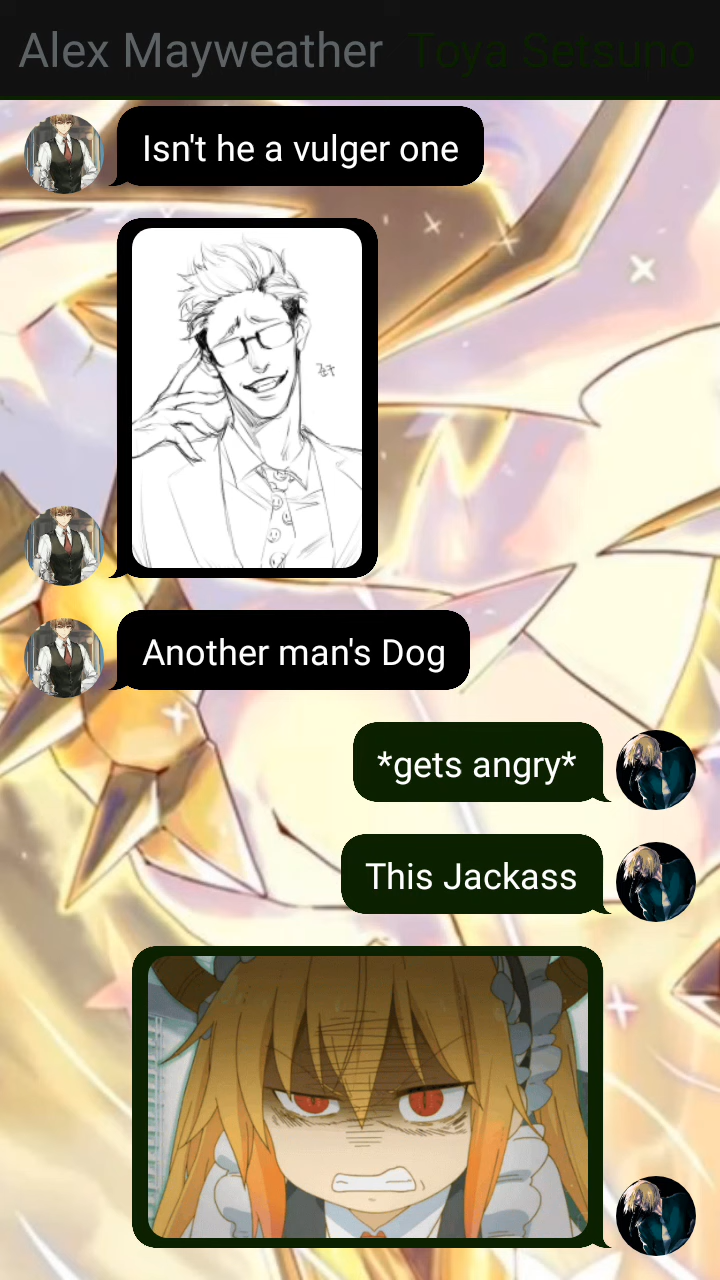 Alex Mayweather Toya Setsuno
Isn't he a vulger one
Another man's Dog
*gets angry*
This Jackass